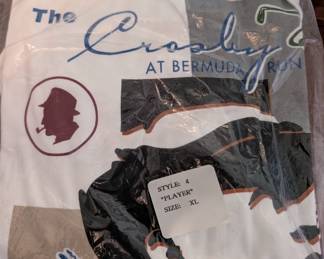 The
Crosby
AT BERMUDA RUN
STYLE: 4
"PLAYER"
SIZE: XL